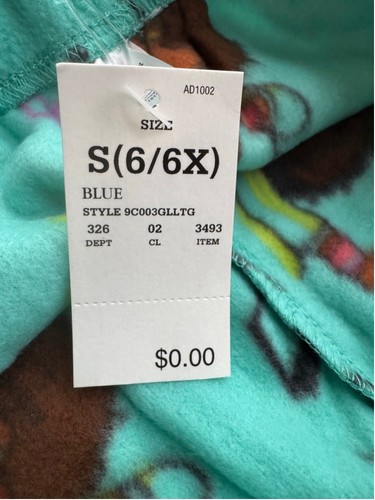 AD1002
SIZE
S(6/6X)
BLUE
STYLE 9C003GLLTG
326 02 3493
DEPT CL ITEM
$0.00